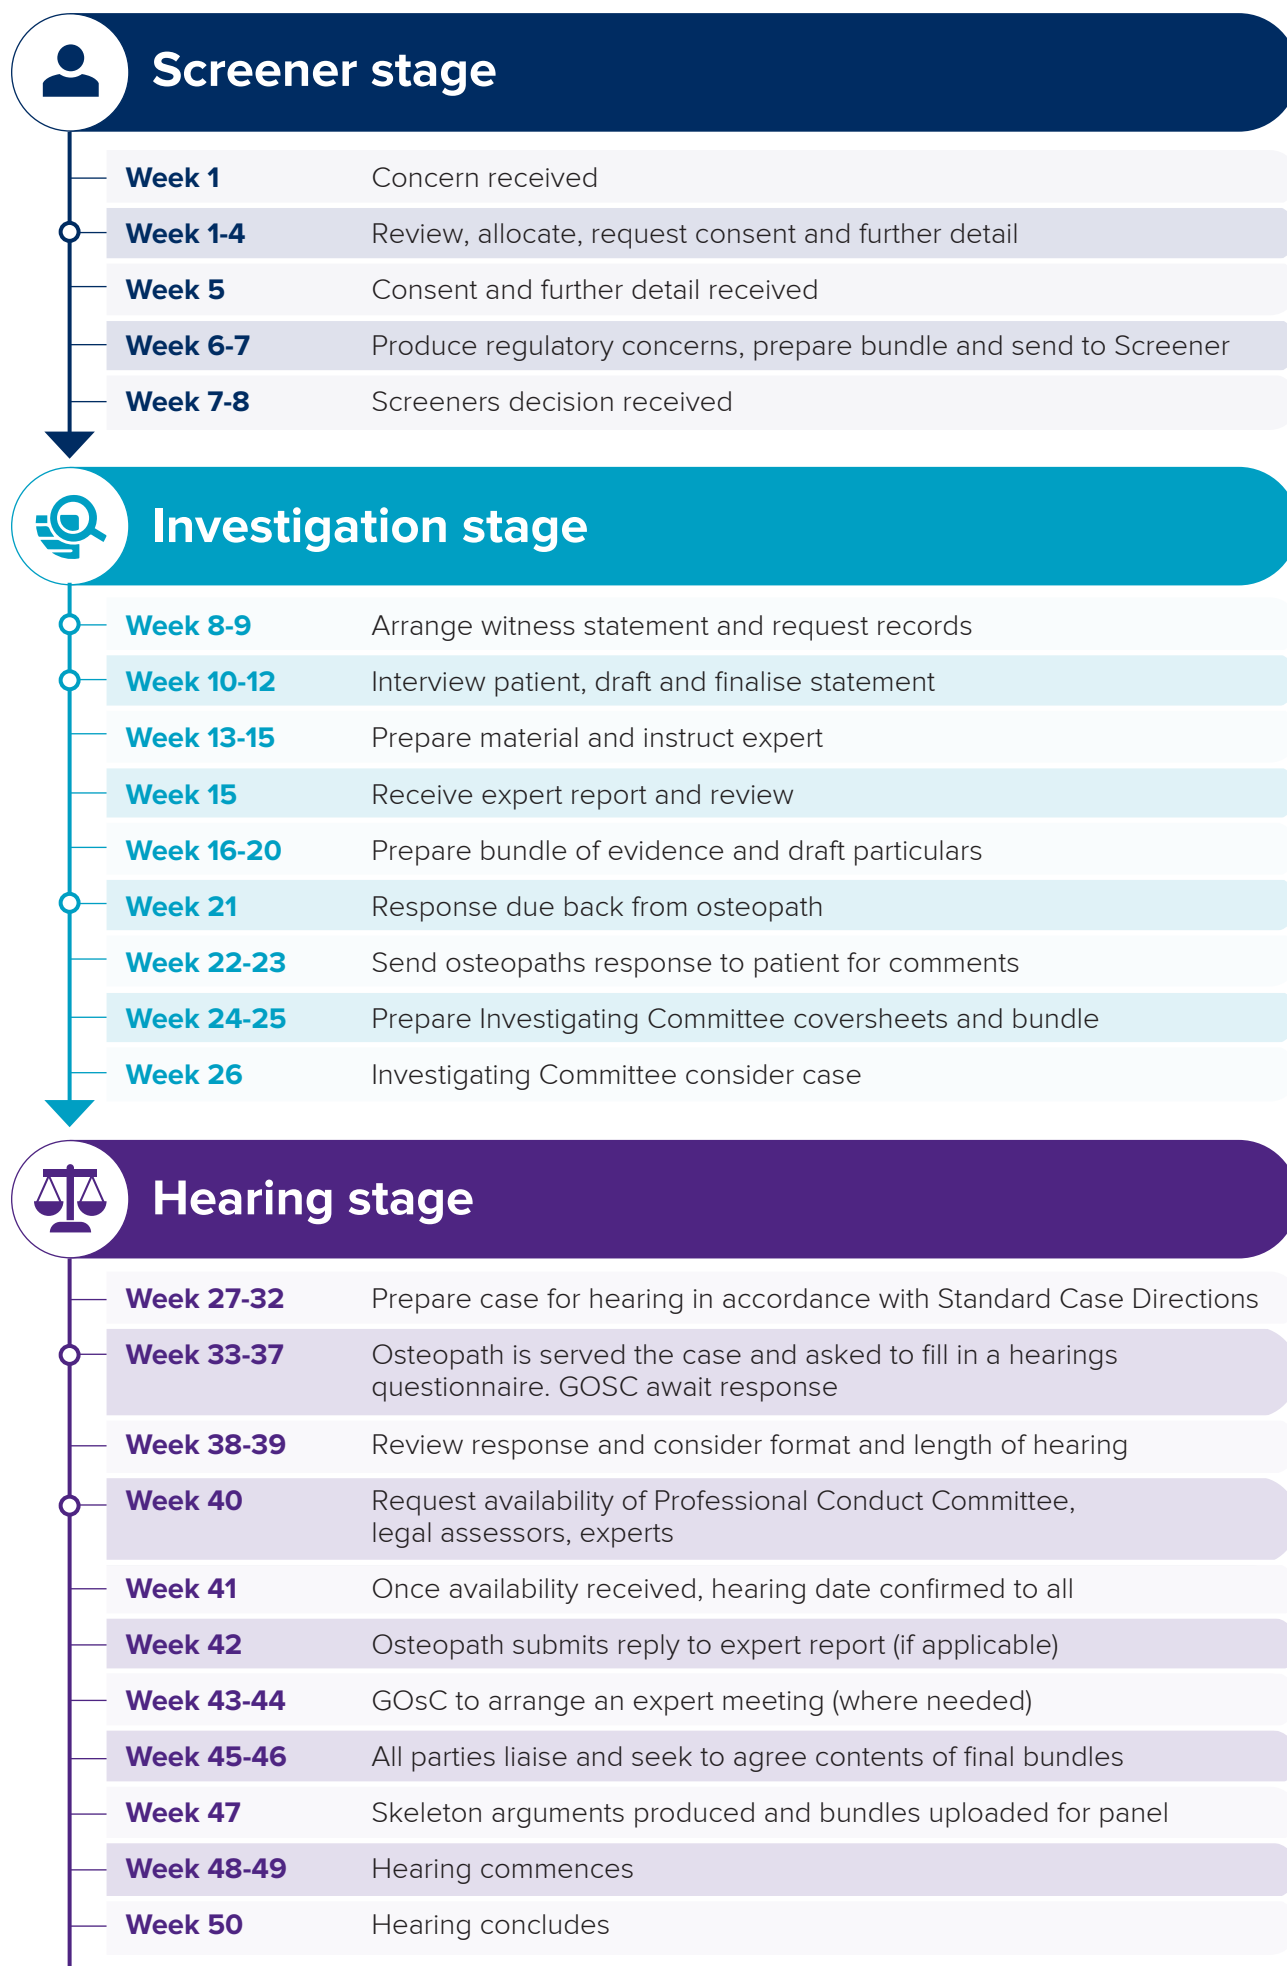 Screener stage
Week 1 Concern received
Week 1-4 Review, allocate, request consent and further detail
Week 5 Consent and further detail received
Week 6-7 Produce regulatory concerns, prepare bundle and send to Screener
Week 7-8 Screeners decision received
Investigation stage
Week 8-9 Arrange witness statement and request records
Week 10-12 Interview patient, draft and finalise statement
Week 13-15 Prepare material and instruct expert
Week 15 Receive expert report and review
Week 16-20 Prepare bundle of evidence and draft particulars
Week 21 Response due back from osteopath
Week 22-23 Send osteopaths response to patient for comments
Week 24-25 Prepare Investigating Committee coversheets and bundle
Week 26 Investigating Committee consider case
Hearing stage
Week 27-32 Prepare case for hearing in accordance with Standard Case Directions
Week 33-37 Osteopath is served the case and asked to fill in a hearings
questionnaire. GOSC await response
Week 38-39 Review response and consider format and length of hearing
Week 40 Request availability of Professional Conduct Committee,
legal assessors, experts
Week 41 Once availability received, hearing date confirmed to all
Week 42 Osteopath submits reply to expert report (if applicable)
Week 43-44 GOsC to arrange an expert meeting (where needed)
Week 45-46 All parties liaise and seek to agree contents of final bundles
Week 47 Skeleton arguments produced and bundles uploaded for panel
Week 48-49 Hearing commences
Week 50 Hearing concludes